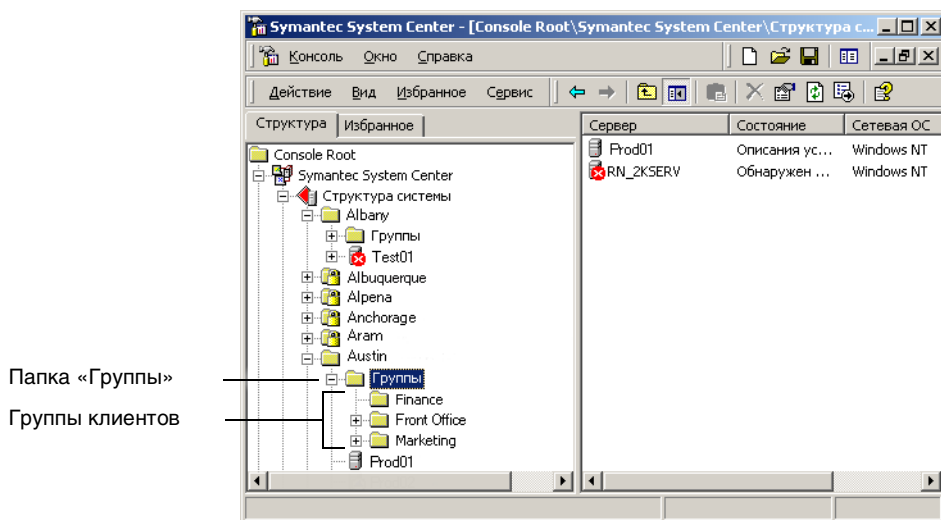 Symantec System Center - [Console Root\Symantec System Center\Структура с...
Консоль Окно Справка
Действие Вид Избранное Сервис
Структура Избранное
Сервер Состояние Сетевая ОС
Console Root
Symantec System Center
Структура системы
Albany
Группы
Test01
Albuquerque
Alpena
Anchorage
Aram
Austin
Группы
Finance
Front Office
Marketing
Prod01
Prod01 Описания ус... Windows NT
RN_2KSERV Обнаружен ... Windows NT
Папка «Группы»
Группы клиентов